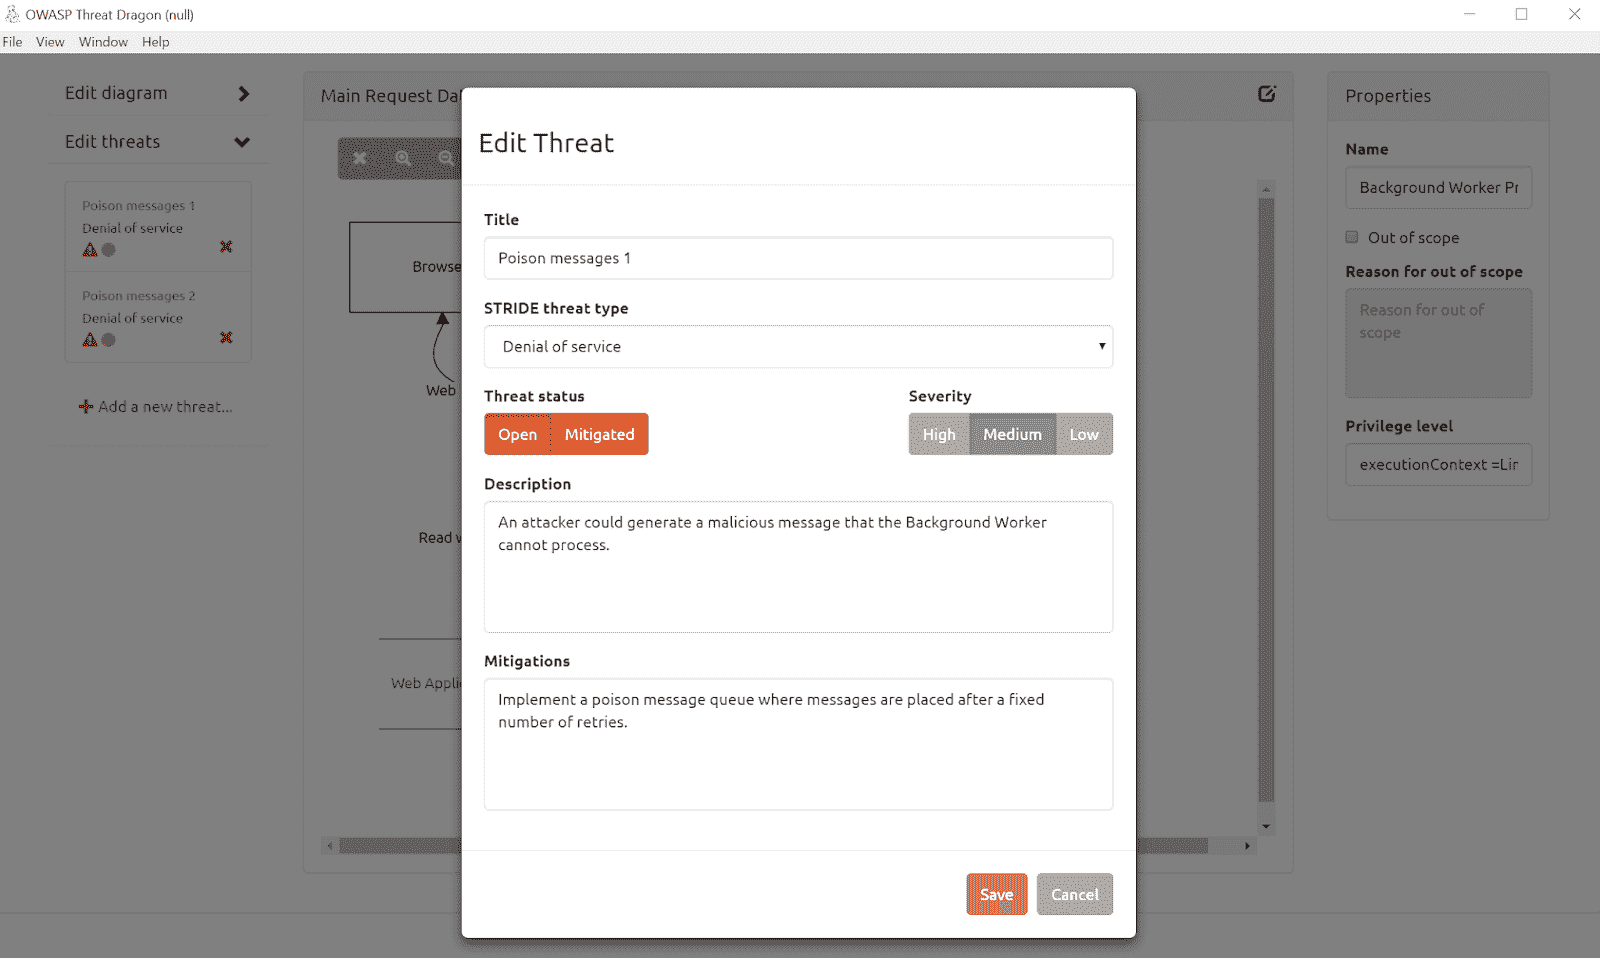 OWASP Threat Dragon (null)
File View Window Help
Edit diagram
Edit threats
Poison messages 1
Denial of service
Poison messages 2
Denial of service
Add a new threat...
Main Request Da
Browse
Web
Read
Web Appli
Edit Threat
Title
Poison messages 1
STRIDE threat type
Denial of service
Threat status
Open Mitigated
Severity
High Medium Low
Description
An attacker could generate a malicious message that the Background Worker
cannot process.
Mitigations
Implement a poison message queue where messages are placed after a fixed
number of retries.
Save Cancel
Properties
Name
Background Worker Pr
Out of scope
Reason for out of scope
Reason for out of
scope
Privilege level
executionContext =Lir